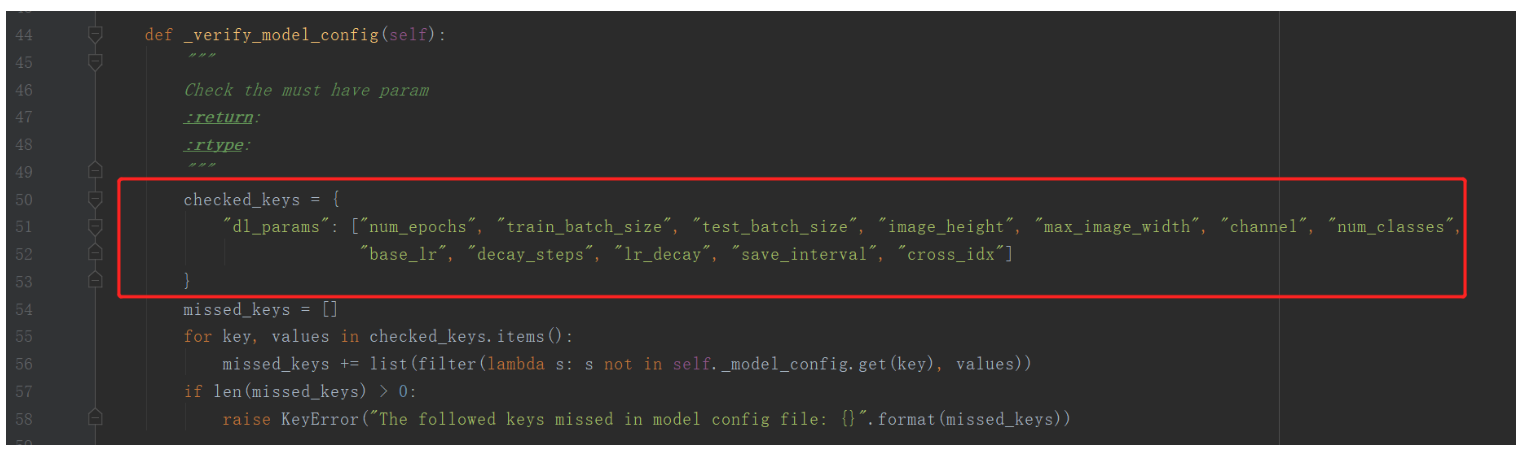 44 def _verify_model_config(self):
45 """
46 Check the must have param
47 :return:
48 :rtype:
49 """
50 checked_keys = {
51 "dl_params": ["num_epochs", "train_batch_size", "test_batch_size", "image_height", "max_image_width", "channel", "num_classes",
52 "base_lr", "decay_steps", "lr_decay", "save_interval", "cross_idx"]
53 }
54 missed_keys = []
55 for key, values in checked_keys.items():
56 missed_keys += list(filter(lambda s: s not in self._model_config.get(key), values))
57 if len(missed_keys) > 0:
58 raise KeyError("The followed keys missed in model config file: {}".format(missed_keys))